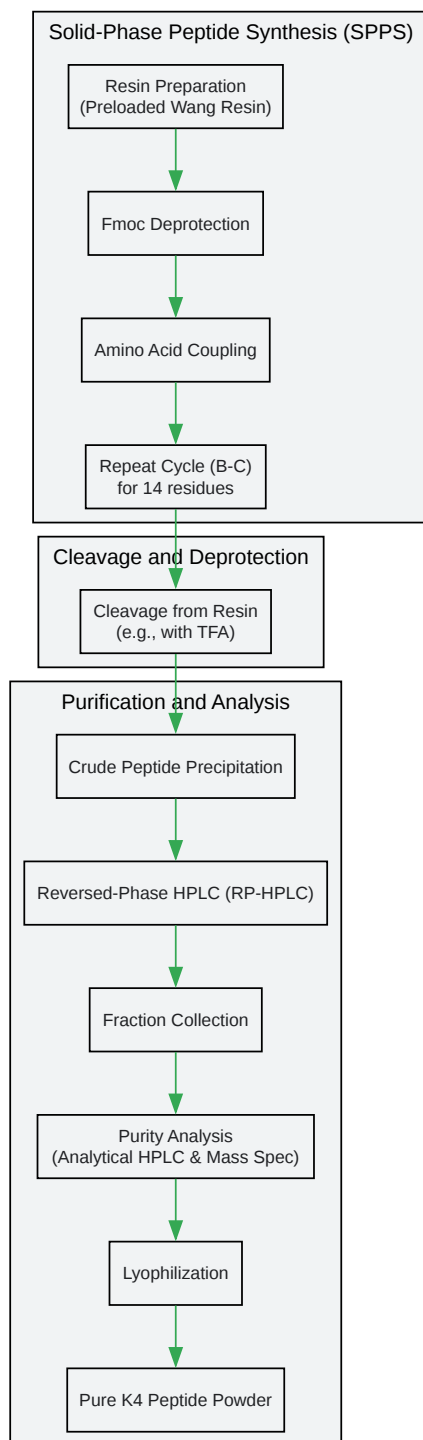 Solid-Phase Peptide Synthesis (SPPS)
Resin Preparation
(Preloaded Wang Resin)
Fmoc Deprotection
Amino Acid Coupling
Repeat Cycle (B-C)
for 14 residues
Cleavage and Deprotection
Cleavage from Resin
(e.g., with TFA)
Purification and Analysis
Crude Peptide Precipitation
Reversed-Phase HPLC (RP-HPLC)
Fraction Collection
Purity Analysis
(Analytical HPLC & Mass Spec)
Lyophilization
Pure K4 Peptide Powder